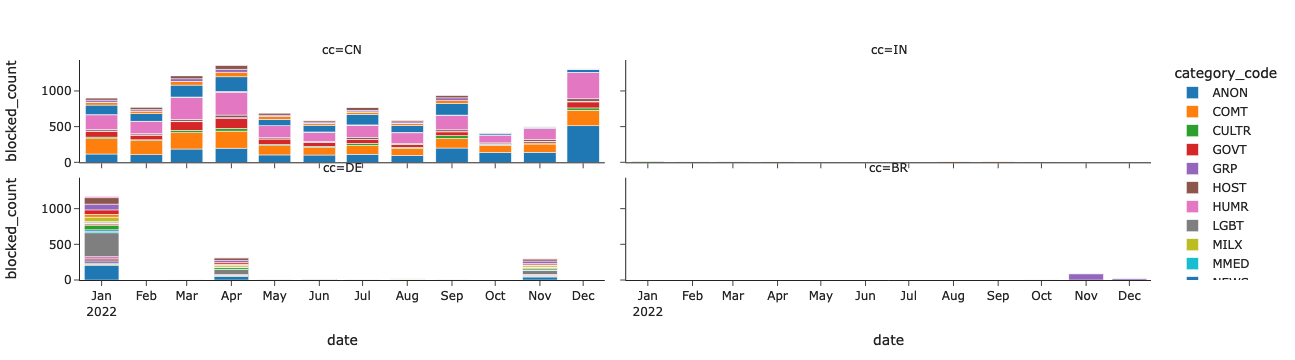 cc=CN
cc=IN
category_code
blocked_count
1000
500
0
ANON
COMT
CULTR
GOVT
GRP
HOST
HUMR
LGBT
MILX
MMED
NEWS
cc=DE
cc=BR
blocked_count
1000
500
0
Jan Feb Mar Apr May Jun Jul Aug Sep Oct Nov Dec
2022
Jan Feb Mar Apr May Jun Jul Aug Sep Oct Nov Dec
2022
date
date